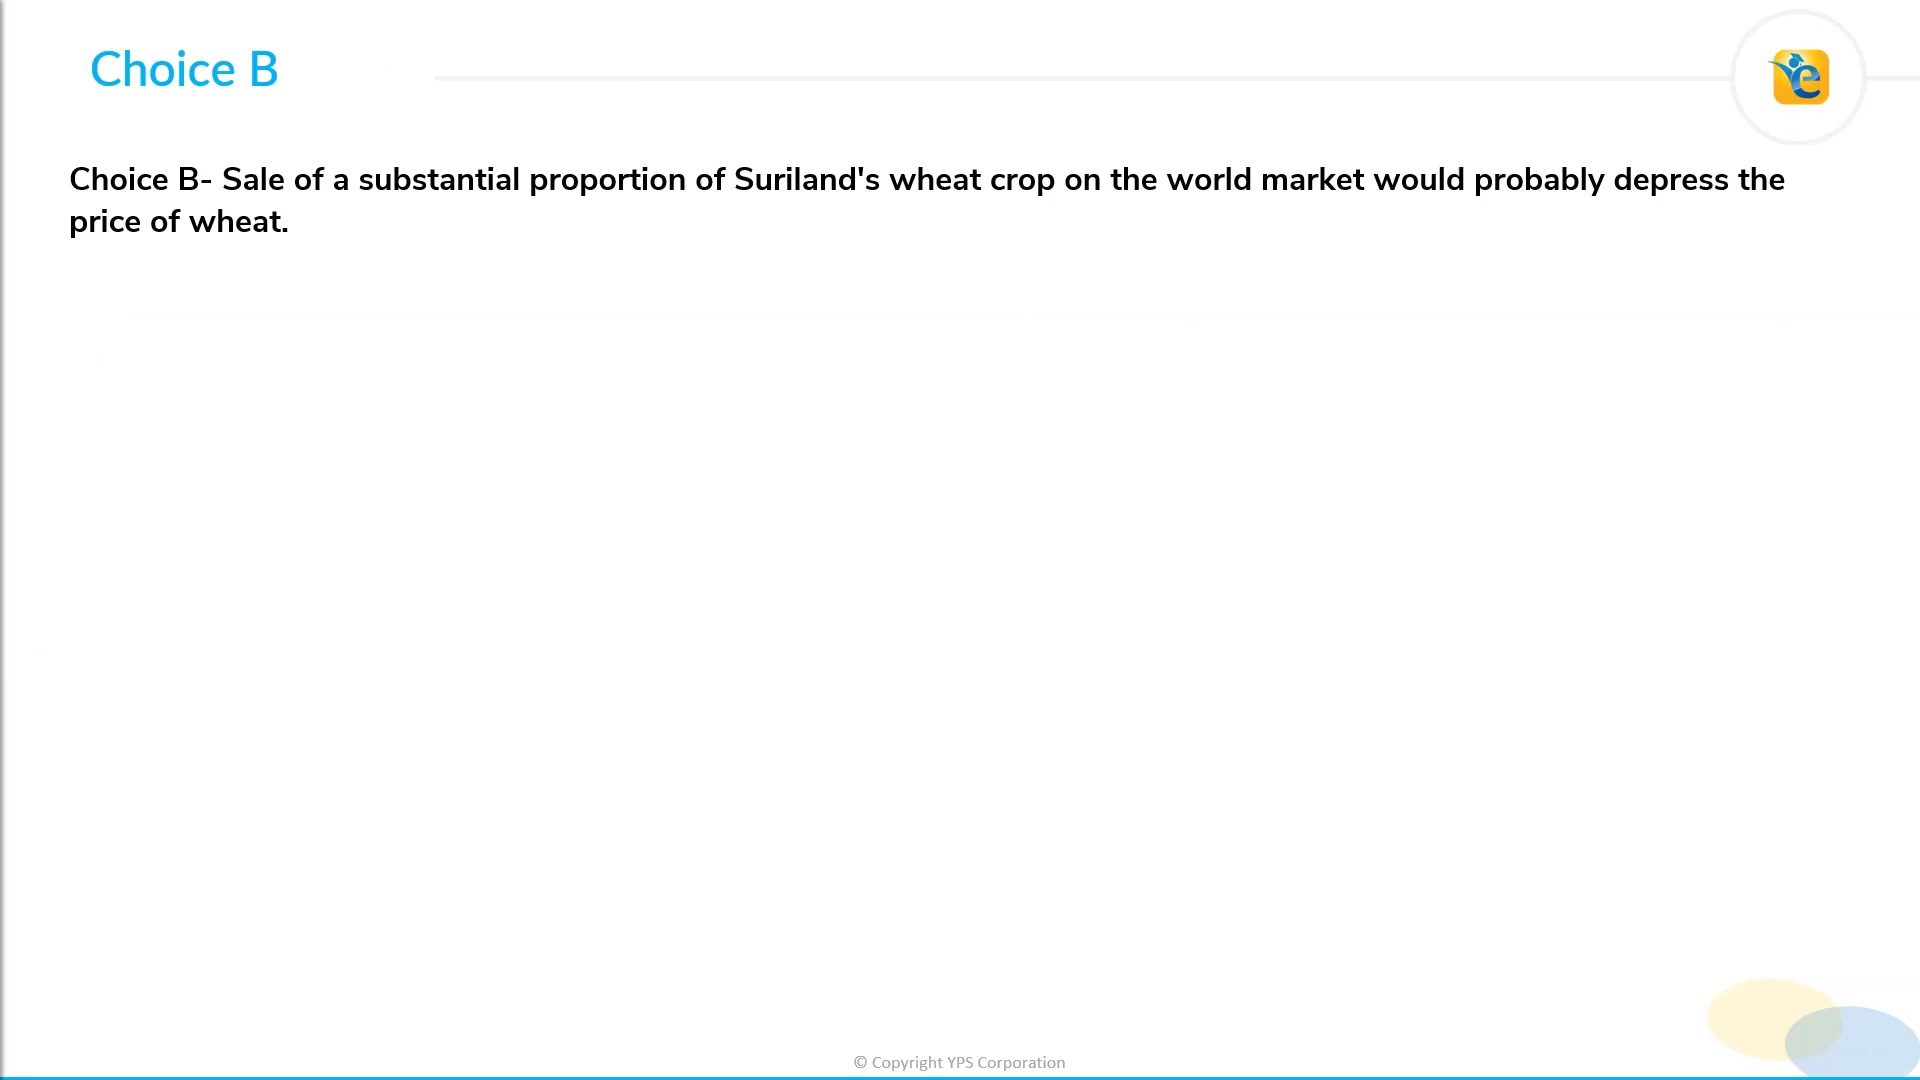 Choice B
Choice B- Sale of a substantial proportion of Suriland's wheat crop on the world market would probably depress the
price of wheat.
© Copyright YPS Corporation